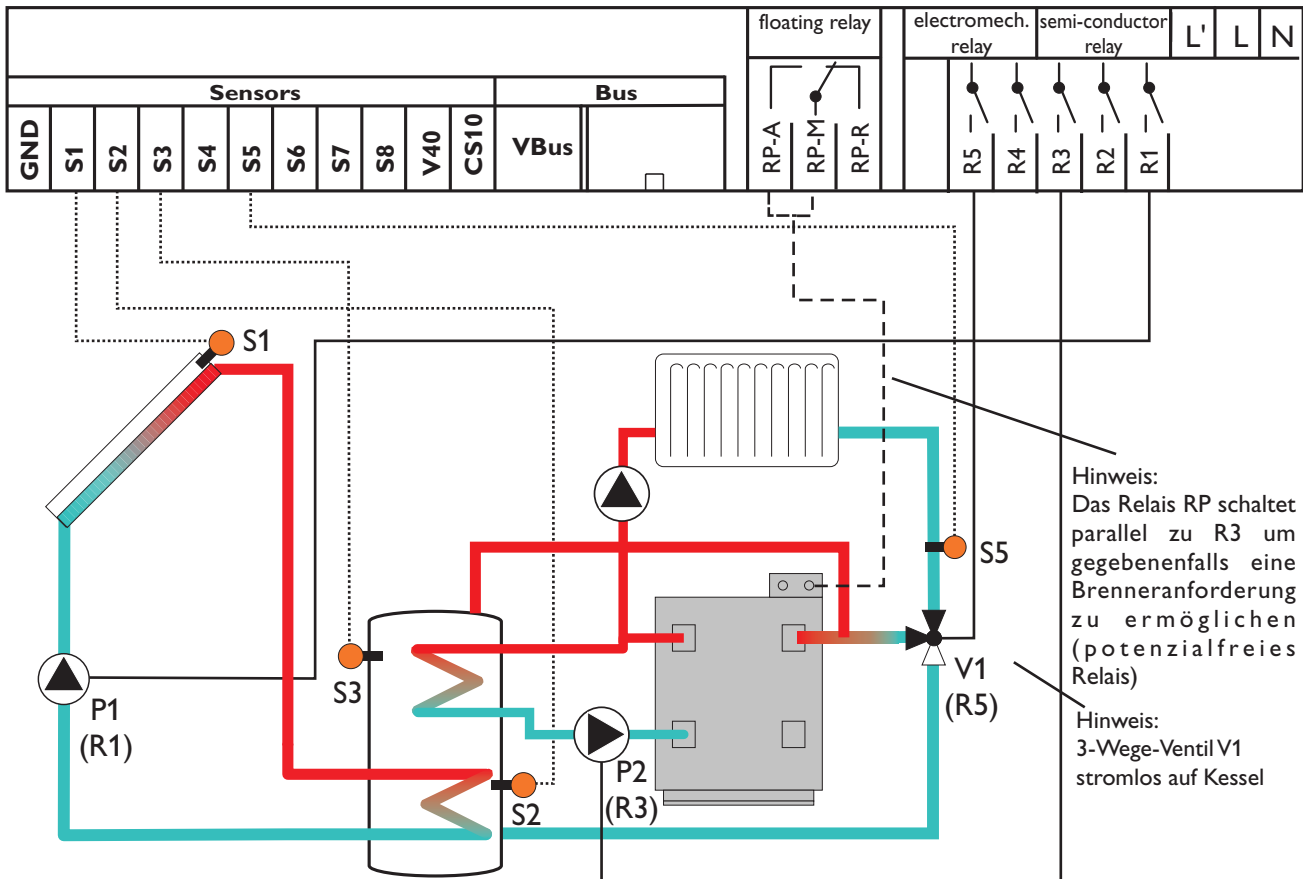 floating relay
electromech. relay
semi-conductor relay
L'
L
N
Sensors
Bus
GND
S1
S2
S3
S4
S5
S6
S7
S8
V40
CS10
VBus
RP-A
RP-M
RP-R
R5
R4
R3
R2
R1
S1
S5
S3
P1
(R1)
S2
P2
(R3)
V1
(R5)
Hinweis:
Das Relais RP schaltet
parallel zu R3 um
gegebenenfalls eine
Brenneranforderung
zu ermöglichen
(potenzialfreies
Relais)
Hinweis:
3-Wege-Ventil V1
stromlos auf Kessel